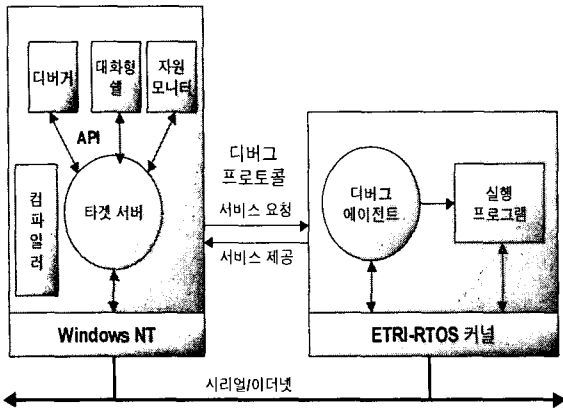 디버거
대화형
쉘
자원
모니터
API
컴
파
일
러
타겟 서버
Windows NT
디버그
프로토콜
서비스 요청
서비스 제공
디버그
에이전트
실행
프로그램
ETRI-RTOS 커널
시리얼/이더넷